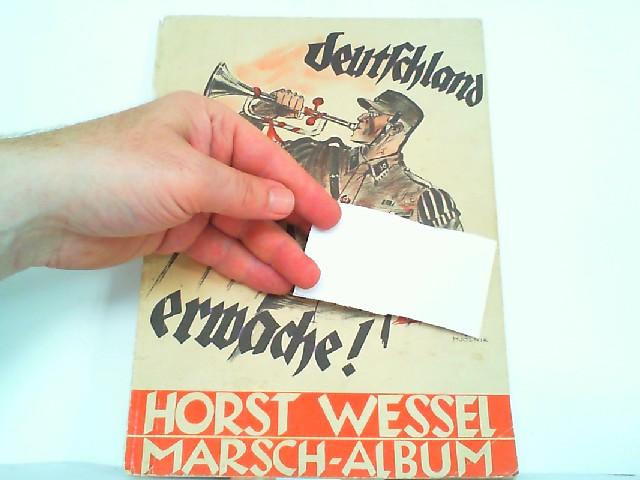 deutschland
erwache!
HORST WESSEL
MARSCH-ALBUM